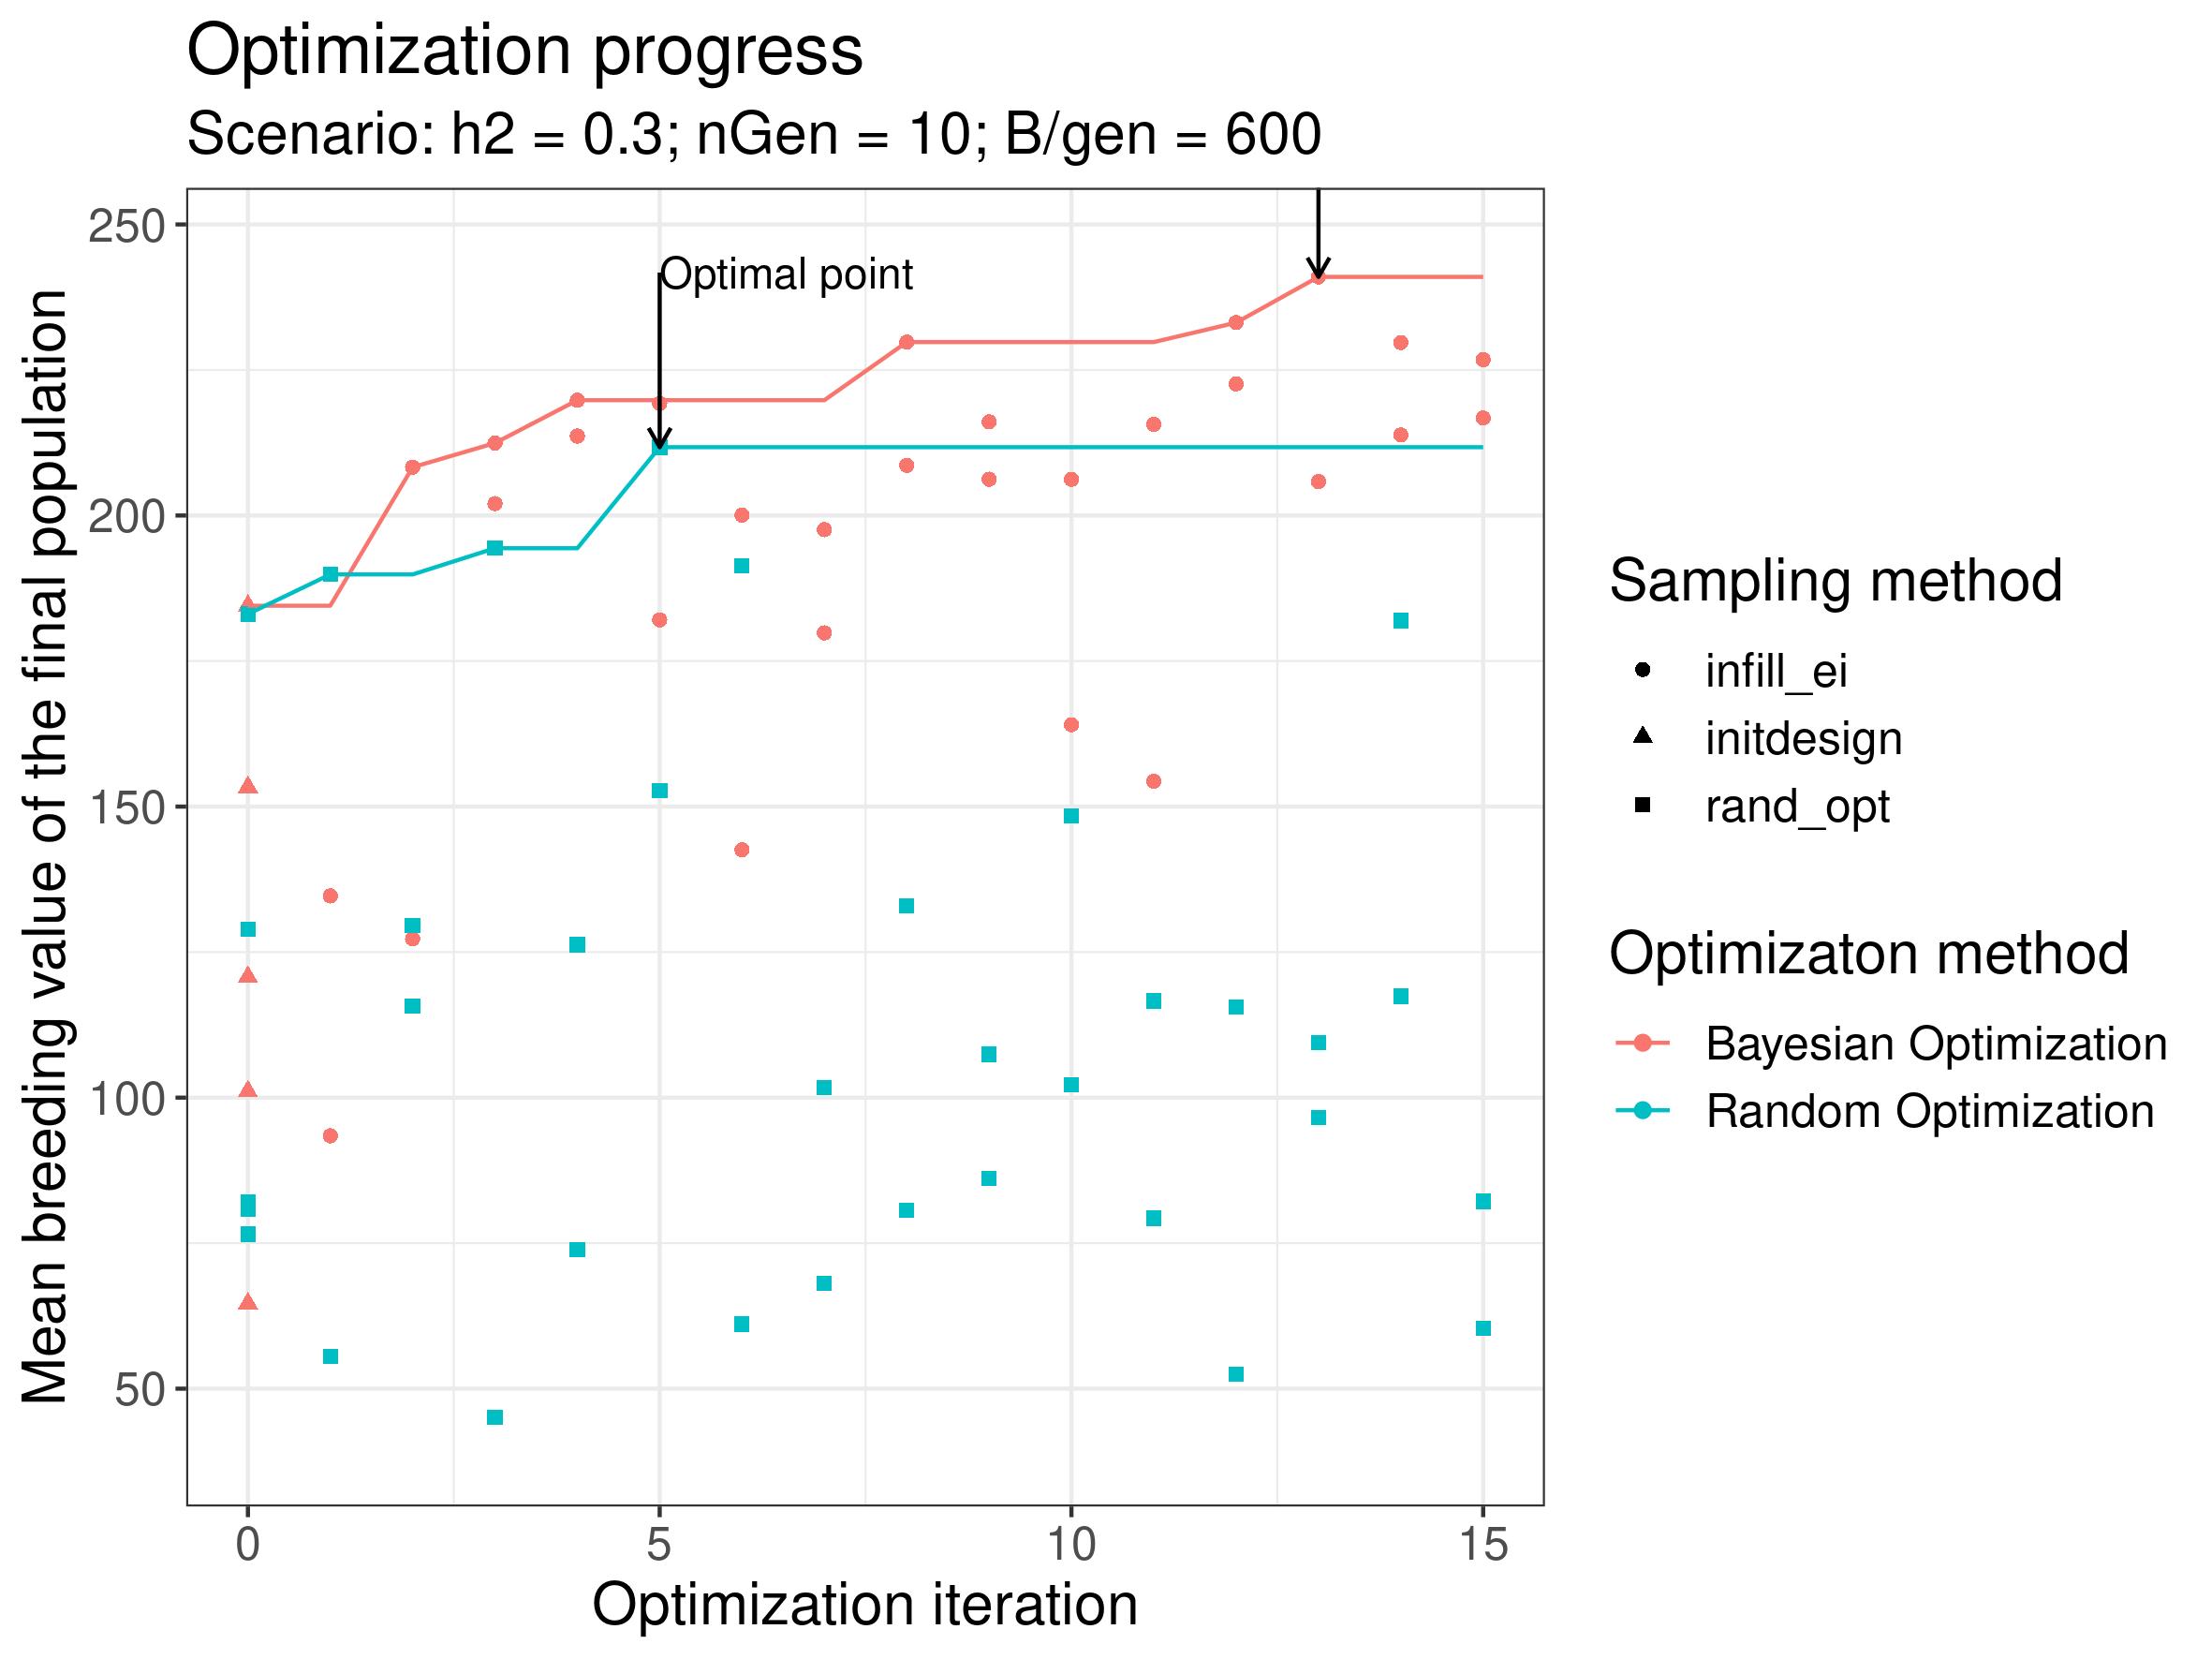 Optimization progress
Scenario: h2 = 0.3; nGen = 10; B/gen = 600
Mean breeding value of the final population
250
200
150
100
50
Optimal point
0 5 10 15
Optimization iteration
Sampling method
infill_ei
initdesign
rand_opt
Optimizaton method
Bayesian Optimization
Random Optimization